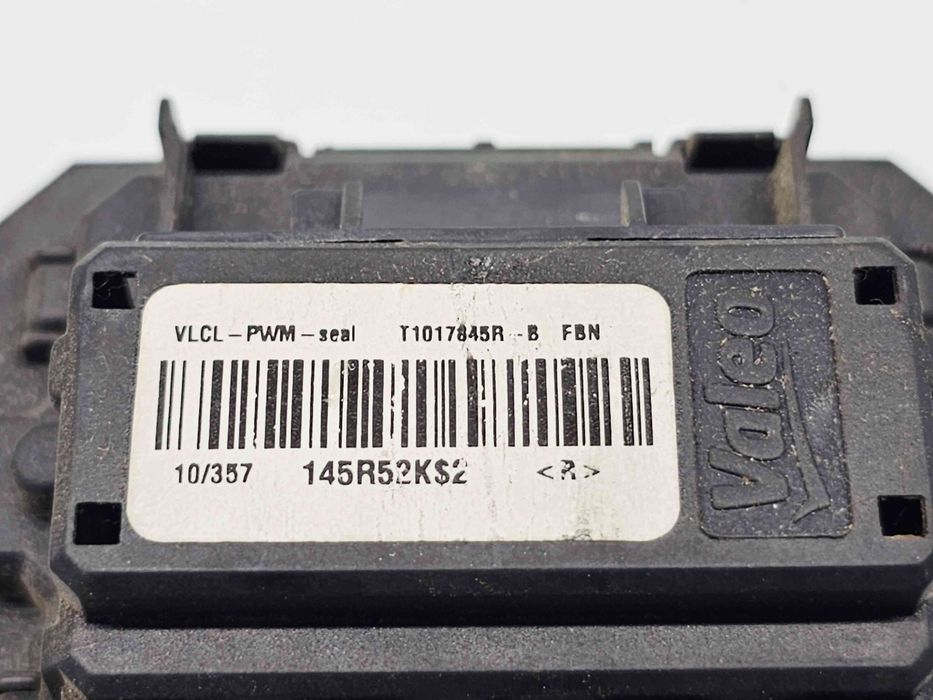 VLCL-PWM-seal T1017845R -B FBN
10/357 145R52K$2 <R>
Valeo